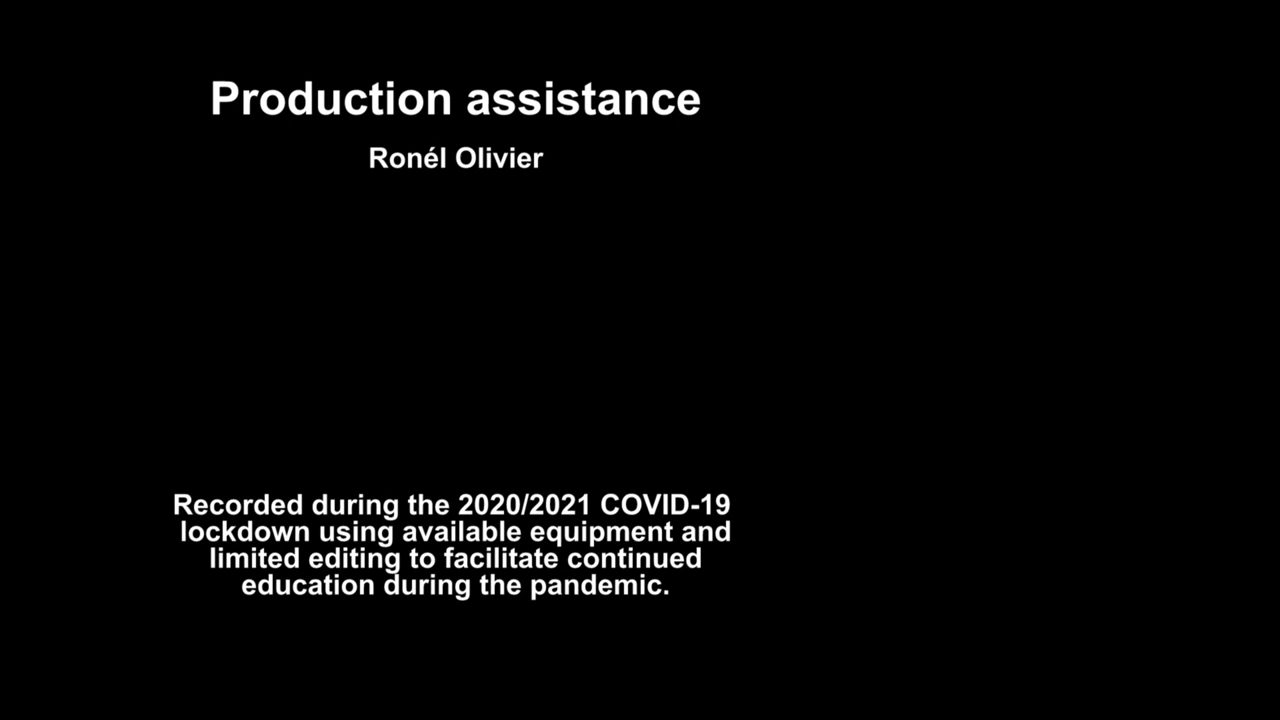 Production assistance
Ronél Olivier
Recorded during the 2020/2021 COVID-19
lockdown using available equipment and
limited editing to facilitate continued
education during the pandemic.